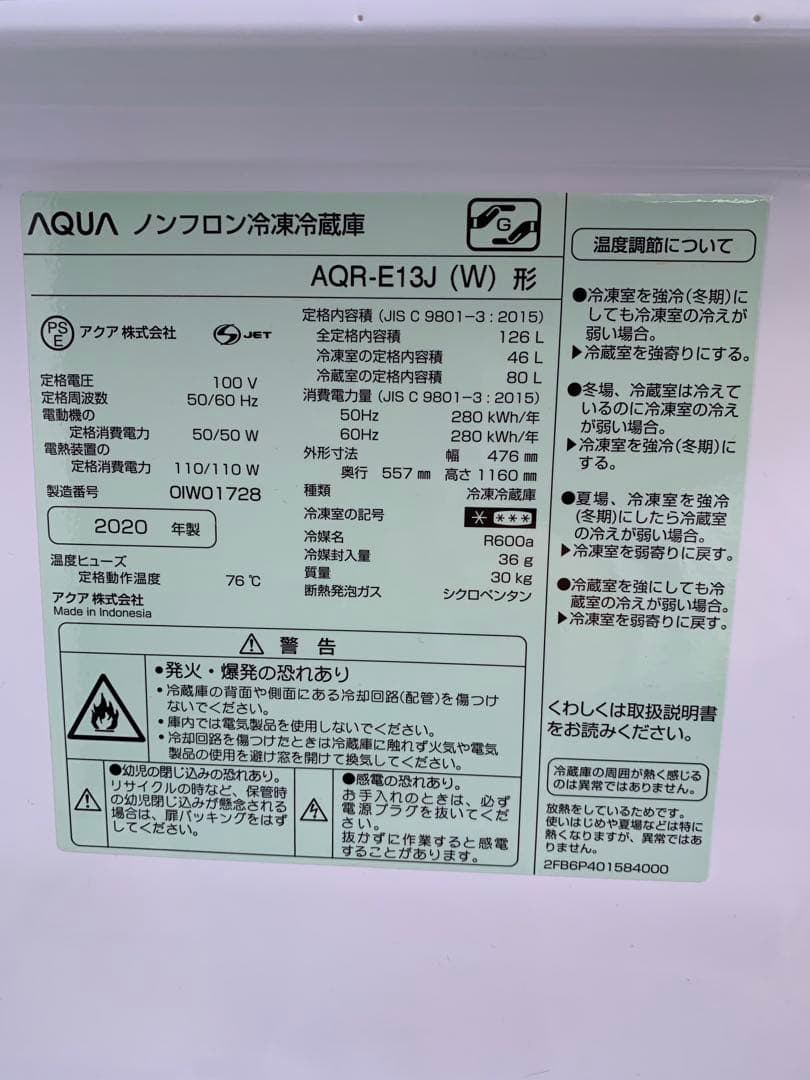 AQUA ノンフロン冷凍冷蔵庫
G
AQR-E13J (W) 形
PS
E
アクア株式会社
S JET
定格電圧 100 V
定格周波数 50/60 Hz
電動機の
定格消費電力 50/50 W
電熱装置の
定格消費電力 110/110 W
製造番号 OIW01728
2020 年製
温度ヒューズ
定格動作温度 76 ℃
アクア株式会社
Made in Indonesia
定格内容積 (JIS C 9801-3 : 2015)
全定格内容積 126 L
冷凍室の定格内容積 46 L
冷蔵室の定格内容積 80 L
消費電力量 (JIS C 9801-3 : 2015)
50Hz 280 kWh/年
60Hz 280 kWh/年
外形寸法 幅 476 ㎜
奥行 557 ㎜ 高さ 1160 ㎜
種類 冷凍冷蔵庫
冷凍室の記号
冷媒名 R600a
冷媒封入量 36 g
質量 30 kg
断熱発泡ガス シクロペンタン
⚠ 警 告
●発火・爆発の恐れあり
・冷蔵庫の背面や側面にある冷却回路(配管)を傷つけ
ないでください。
・庫内では電気製品を使用しないでください。
・冷却回路を傷つけたときは冷蔵庫に触れず火気や電気
製品の使用を避け窓を開けて換気してください。
●幼児の閉じ込みの恐れあり。
リサイクルの時など、保管時
の幼児閉じ込みが懸念される
場合は、扉パッキングをはず
してください。
●感電の恐れあり。
お手入れのときは、必ず
電源プラグを抜いてくだ
さい。
抜かずに作業すると感電
することがあります。
温度調節について
●冷凍室を強冷(冬期)に
しても冷凍室の冷えが
弱い場合。
▶冷蔵室を強寄りにする。
●冬場、冷蔵室は冷えて
いるのに冷凍室の冷え
が弱い場合。
▶冷凍室を強冷(冬期)に
する。
●夏場、冷凍室を強冷
(冬期)にしたら冷蔵室
の冷えが弱い場合。
▶冷凍室を弱寄りに戻す。
●冷蔵室を強にしても冷
蔵室の冷えが弱い場合。
▶冷凍室を弱寄りに戻す。
くわしくは取扱説明書
をお読みください。
冷蔵庫の周囲が熱く感じる
のは異常ではありません。
放熱をしているためです。
使いはじめや夏場などは特に
熱くなりますが、異常ではあ
りません。
2FB6P401584000